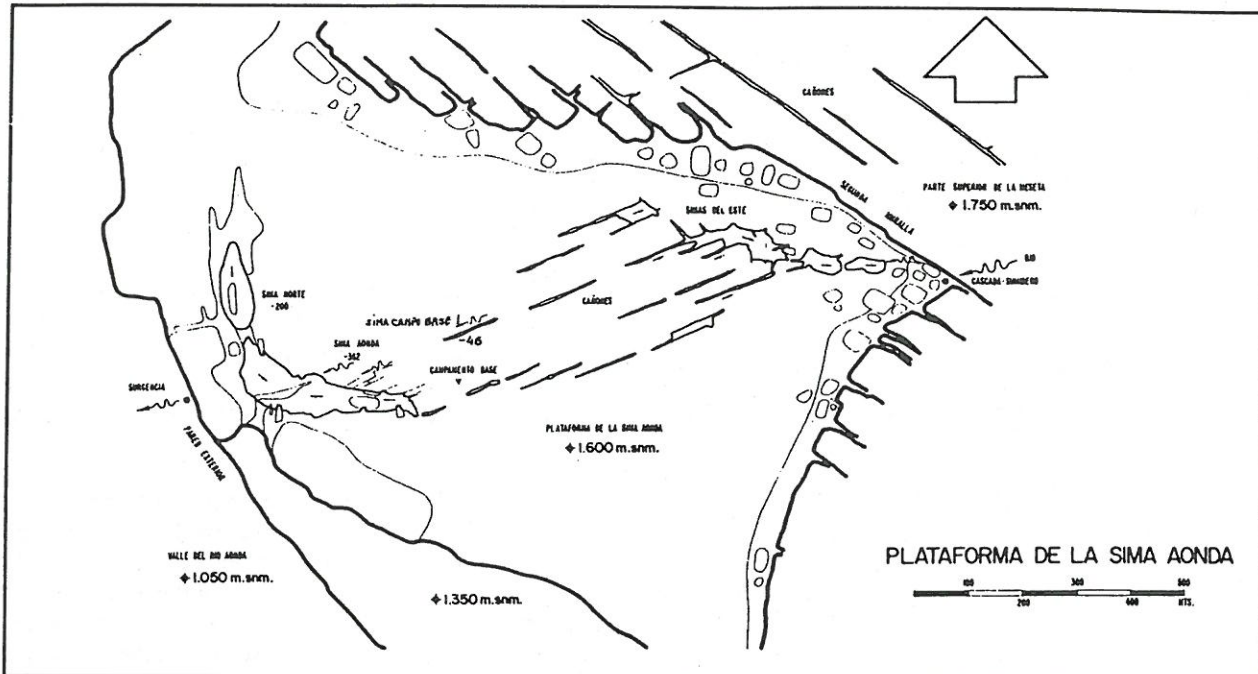 CAÑONES
SEGUNDA MURALLA
PARTE SUPERIOR DE LA MESETA
1.750 m.snm.
SIMAS DEL ESTE
RIO
CASCADA-SUMIDERO
SIMA NORTE
-200
CAÑONES
SIMA CAMPO BASE
-46
SIMA AONDA
-362
CAMPAMENTO BASE
SURGENCIA
PARED EXTERIOR
PLATAFORMA DE LA SIMA AONDA
1.600 m.snm.
VALLE DEL RIO AONDA
1.050 m.snm.
1.350 m.snm.
PLATAFORMA DE LA SIMA AONDA
100 300 500
200 400 MTS.